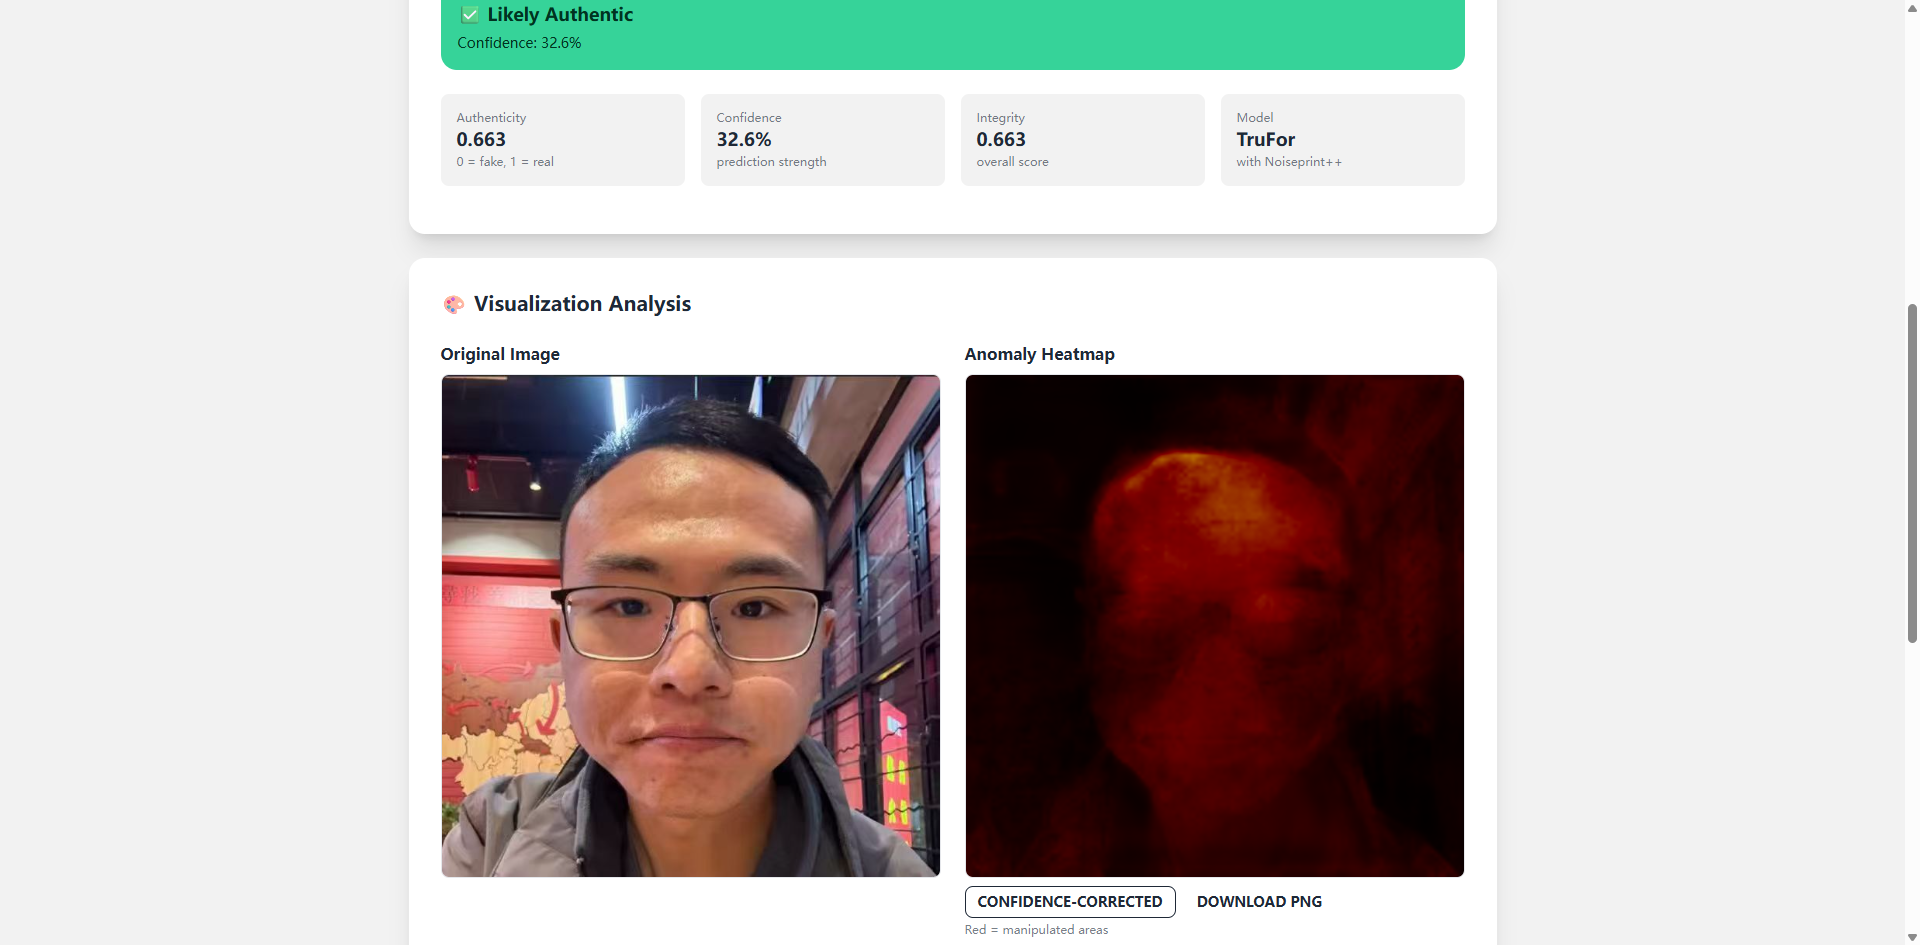 ✅ Likely Authentic
Confidence: 32.6%
Authenticity
0.663
0 = fake, 1 = real
Confidence
32.6%
prediction strength
Integrity
0.663
overall score
Model
TruFor
with Noiseprint++
🎨 Visualization Analysis
Original Image
Anomaly Heatmap
CONFIDENCE-CORRECTED
DOWNLOAD PNG
Red = manipulated areas